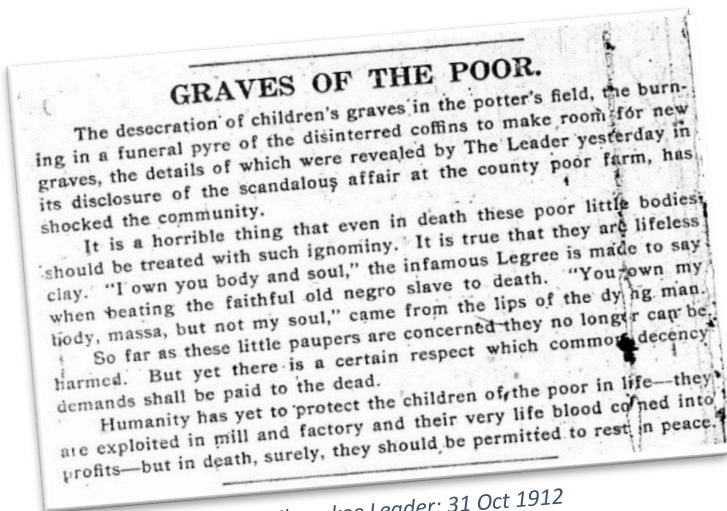 GRAVES OF THE POOR.
The desecration of children's graves in the potter's field, the burn-
ing in a funeral pyre of the disinterred coffins to make room for new
graves, the details of which were revealed by The Leader yesterday in
its disclosure of the scandalous affair at the county poor farm, has
shocked the community.
It is a horrible thing that even in death these poor little bodies
should be treated with such ignominy. It is true that they are lifeless
clay. "I own you body and soul," the infamous Legree is made to say
when beating the faithful old negro slave to death. "You own my
body, massa, but not my soul," came from the lips of the dying man.
So far as these little paupers are concerned they no longer can be
harmed. But yet there is a certain respect which common decency
demands shall be paid to the dead.
Humanity has yet to protect the children of the poor in life—they
are exploited in mill and factory and their very life blood coined into
profits—but in death, surely, they should be permitted to rest in peace.
Leader: 31 Oct 1912